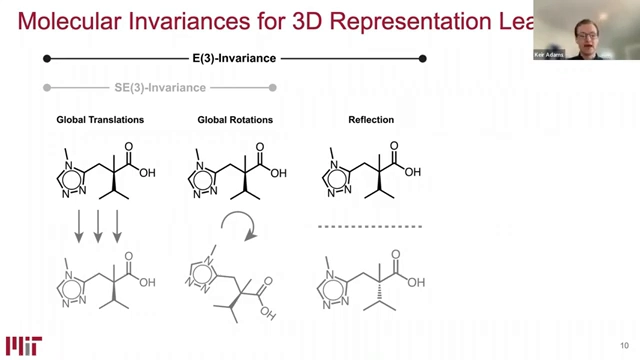 Molecular Invariances for 3D Representation Lea
Keir Adams
E(3)-Invariance
SE(3)-Invariance
Global Translations
Global Rotations
Reflection
N
N
N
O
OH
N
N
N
O
OH
N
N
N
O
OH
N
N
N
O
OH
N
N
N
O
OH
N
N
N
O
OH
MIT
10